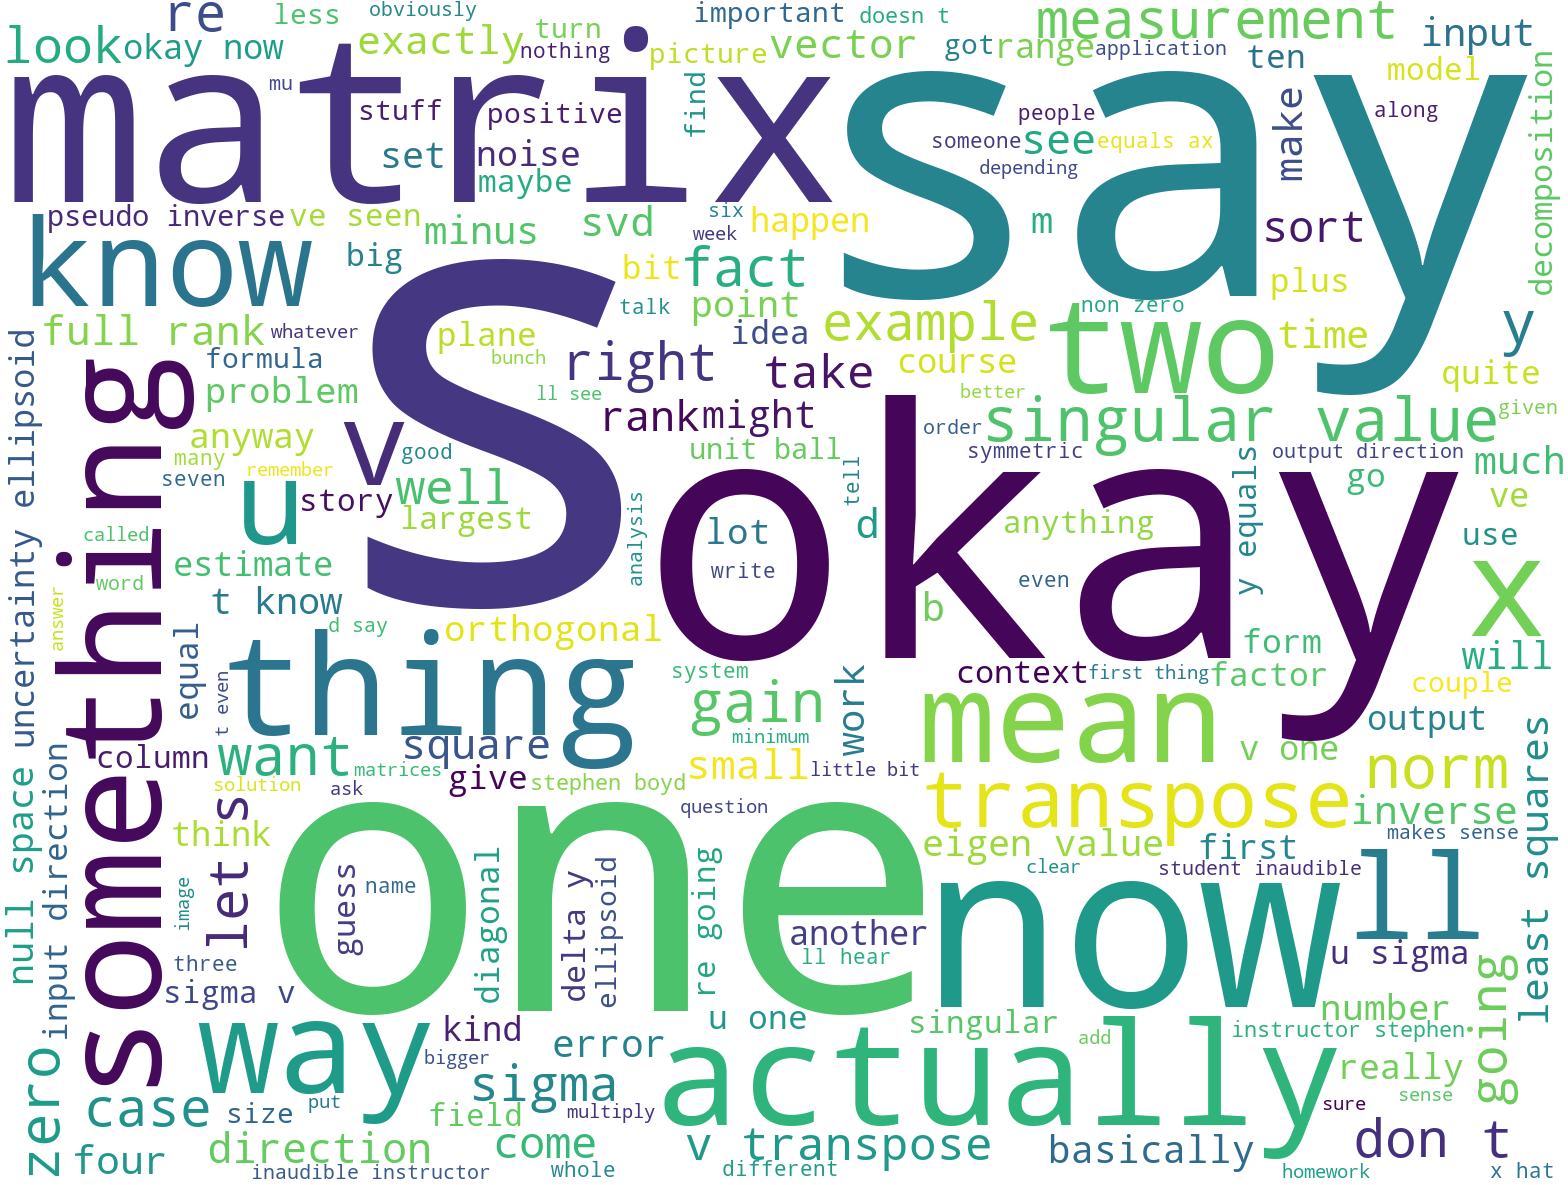 re
less
obviously
important
doesn t
measurement
look
okay now
exactly
turn
nothing
picture
vector
got
range
application
input
ten
model
matrix
say
mu
stuff
positive
find
people
along
set
noise
maybe
someone
see
equals ax
depending
make
decomposition
pseudo inverse
ve seen
minus
svd
six
week
happen
m
sort
know
big
bit
fact
plus
talk
point
non zero
y
S
full rank
whatever
plane
idea
example
two
time
formula
bunch
right
take
course
quite
problem
ll see
better
given
rank
might
singular value
anyway
v
good
unit ball
order
symmetric
output direction
much
many
seven
remember
well
tell
go
ve
u
story
largest
okay
something
uncertainty ellipsoid
called
word
estimate
analysis
lot
write
d
anything
even
y equals
use
x
answer
t know
d say
orthogonal
b
form
will
equal
thing
system
context
first thing
factor
couple
t even
gain
work
mean
output
column
want
square
matrices
minimum
v one
norm
null space
input direction
solution
ask
give
stephen boyd
small
little bit
transpose
inverse
least squares
think
let s
question
eigen value
first
makes sense
one
guess
name
diagonal
delta y
ellipsoid
re going
clear
student inaudible
now
ll
image
another
ll hear
u sigma
three
sigma v
number
going
zero
way
kind
error
u one
singular
add
instructor stephen
bigger
sigma
actually
really
case
size
put
field
multiply
sure
sense
four
direction
come
v transpose
basically
don t
inaudible instructor
whole
different
homework
x hat